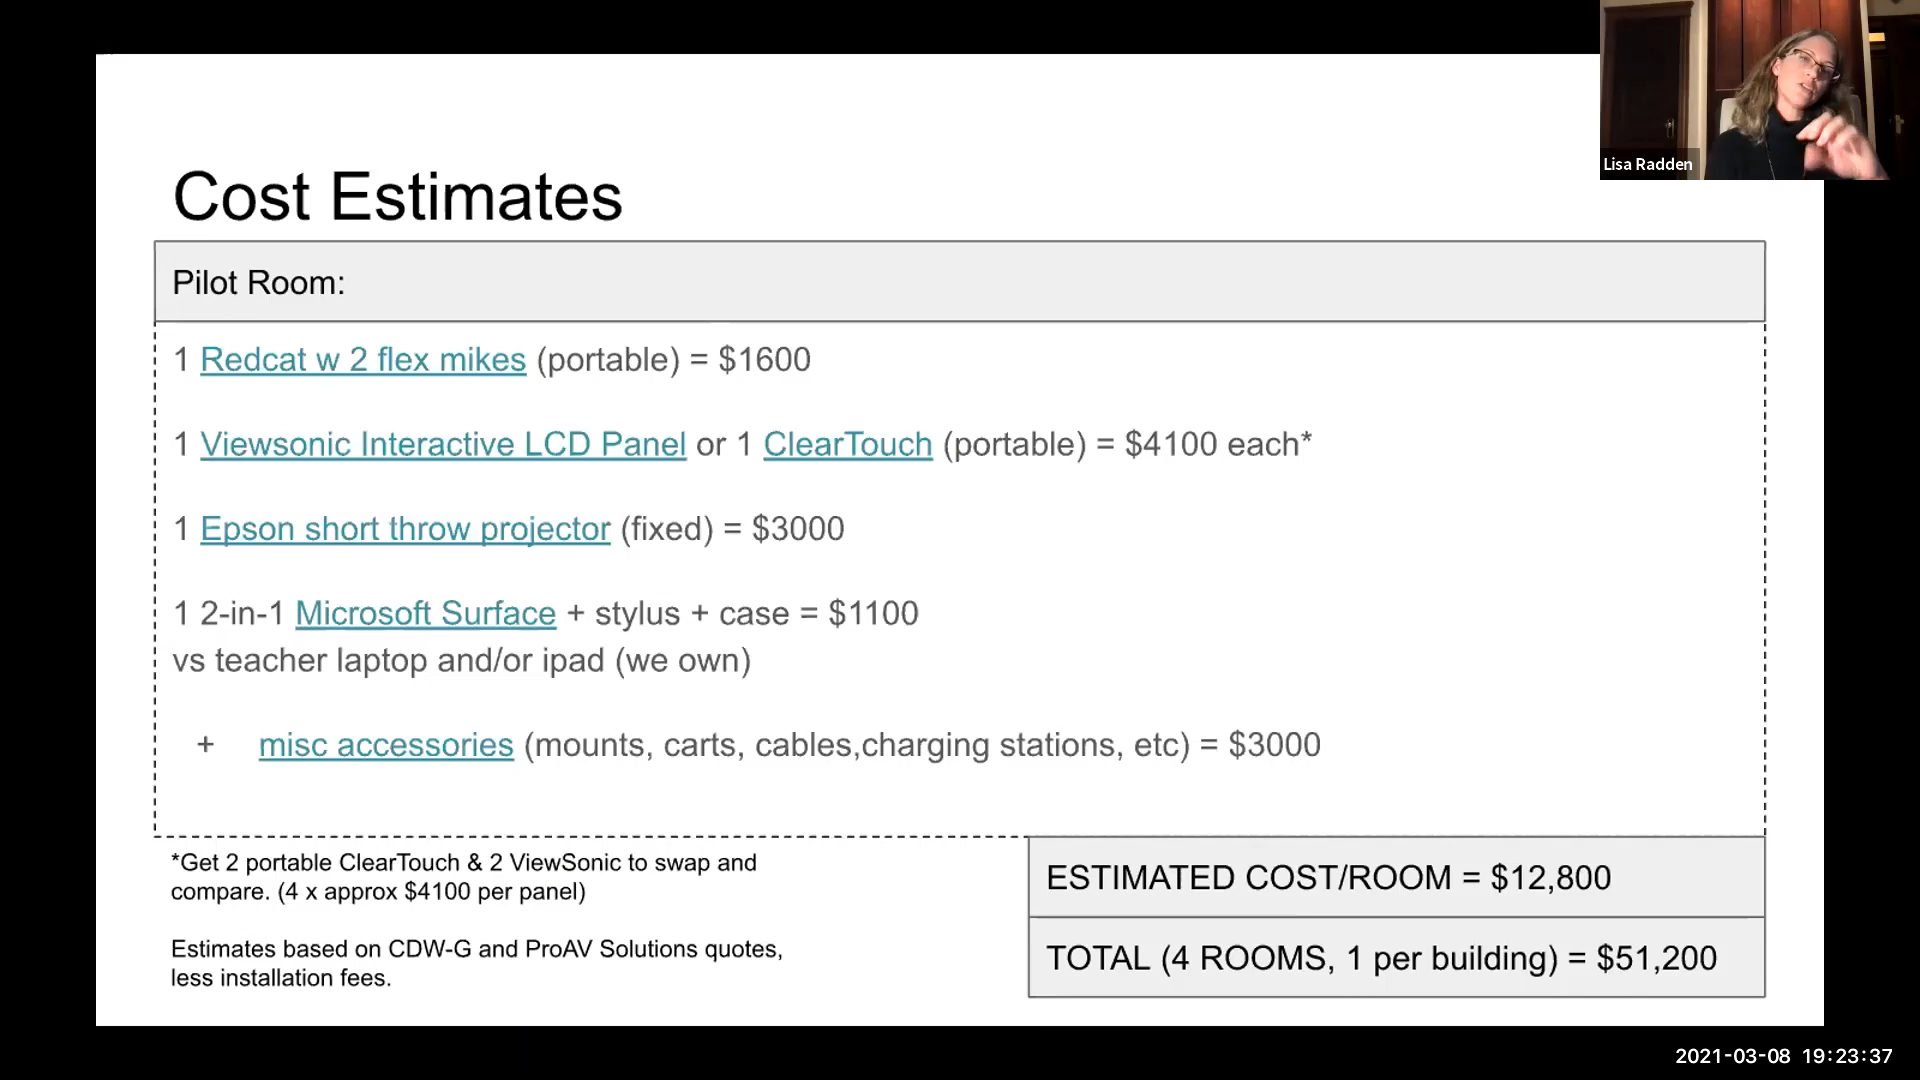 Lisa Radden
Cost Estimates
Pilot Room:
1 Redcat w 2 flex mikes (portable) = $1600
1 Viewsonic Interactive LCD Panel or 1 ClearTouch (portable) = $4100 each*
1 Epson short throw projector (fixed) = $3000
1 2-in-1 Microsoft Surface + stylus + case = $1100
vs teacher laptop and/or ipad (we own)
+ misc accessories (mounts, carts, cables,charging stations, etc) = $3000
*Get 2 portable ClearTouch & 2 ViewSonic to swap and
compare. (4 x approx $4100 per panel)
Estimates based on CDW-G and ProAV Solutions quotes,
less installation fees.
ESTIMATED COST/ROOM = $12,800
TOTAL (4 ROOMS, 1 per building) = $51,200
2021-03-08 19:23:37